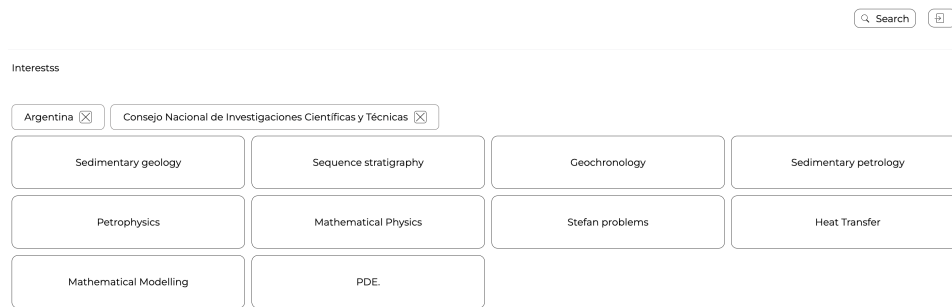 Search
Interestss
Argentina
Consejo Nacional de Investigaciones Científicas y Técnicas
Sedimentary geology
Sequence stratigraphy
Geochronology
Sedimentary petrology
Petrophysics
Mathematical Physics
Stefan problems
Heat Transfer
Mathematical Modelling
PDE.